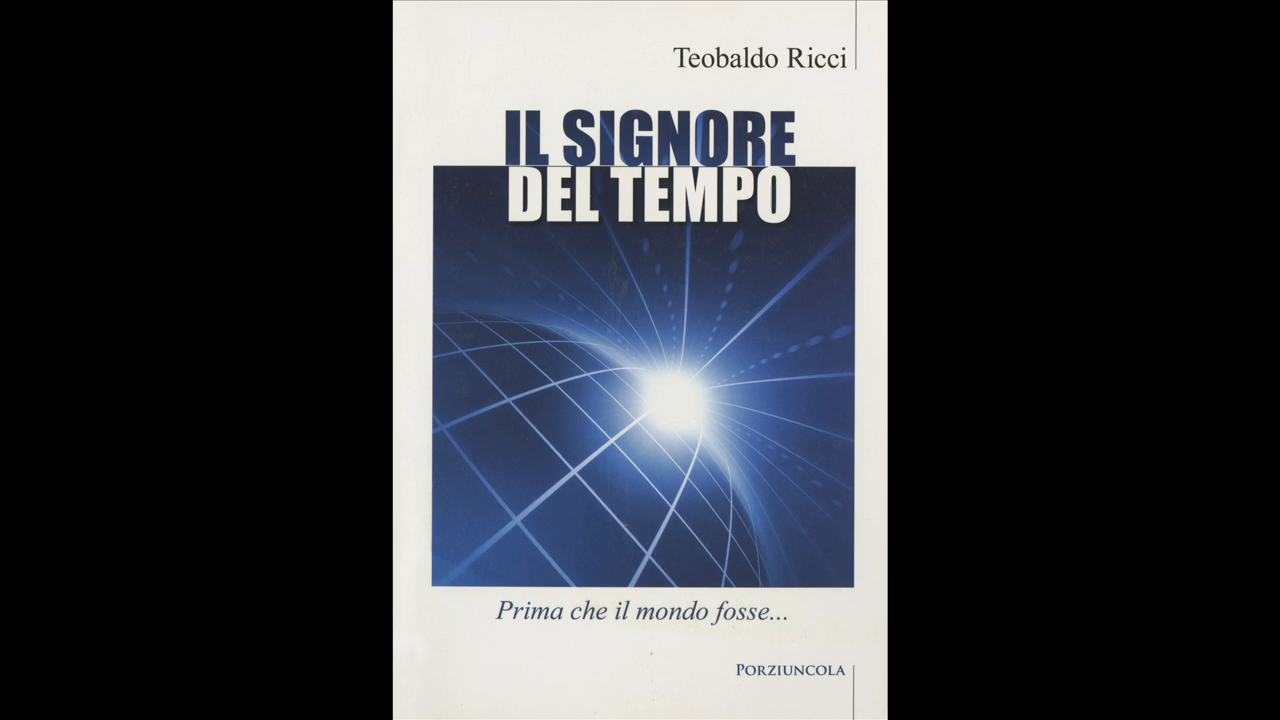 Teobaldo Ricci
IL SIGNORE
DEL TEMPO
Prima che il mondo fosse...
PORZIUNCOLA